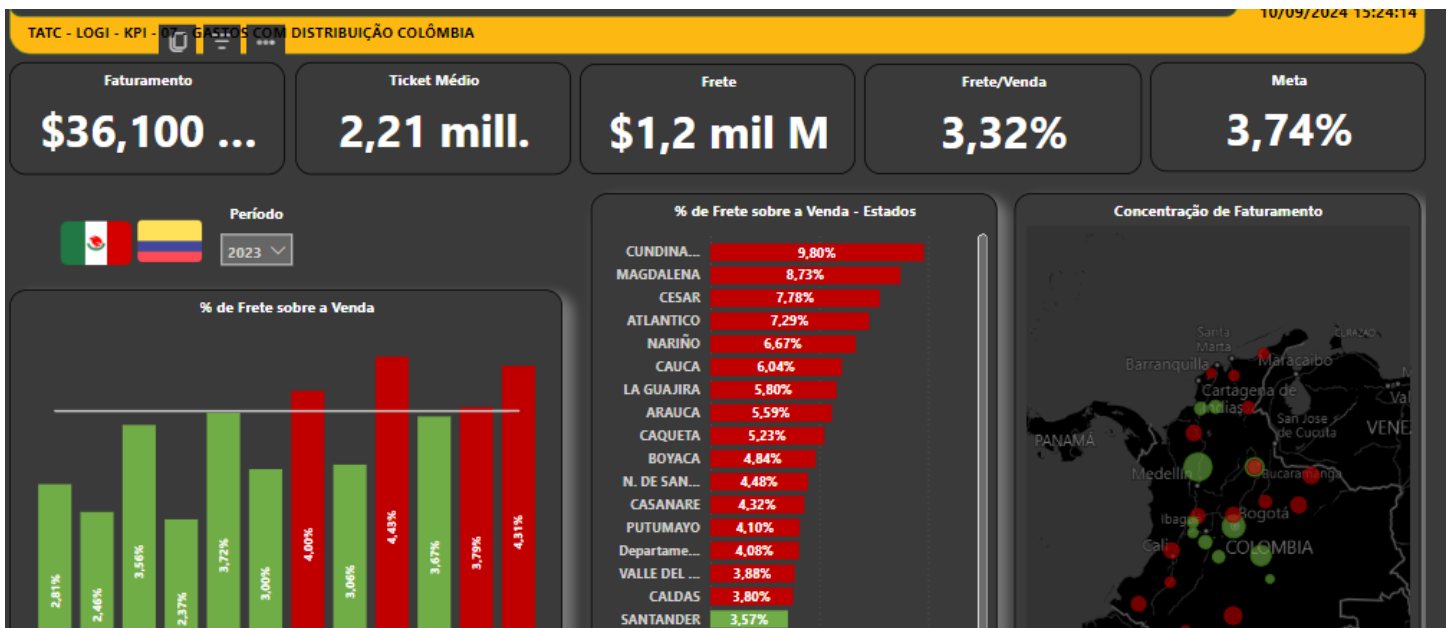 10/09/2024 15:24:14
TATC - LOGI - KPI - 07 - GASTOS COM DISTRIBUIÇÃO COLÔMBIA
Faturamento
$36,100 ...
Ticket Médio
2,21 mill.
Frete
$1,2 mil M
Frete/Venda
3,32%
Meta
3,74%
Período
2023
% de Frete sobre a Venda
2,81%
2,46%
3,56%
2,37%
3,72%
3,00%
4,00%
3,06%
4,43%
3,67%
3,79%
4,31%
% de Frete sobre a Venda - Estados
CUNDINA... 9,80%
MAGDALENA 8,73%
CESAR 7,78%
ATLANTICO 7,29%
NARIÑO 6,67%
CAUCA 6,04%
LA GUAJIRA 5,80%
ARAUCA 5,59%
CAQUETA 5,23%
BOYACA 4,84%
N. DE SAN... 4,48%
CASANARE 4,32%
PUTUMAYO 4,10%
Departame... 4,08%
VALLE DEL ... 3,88%
CALDAS 3,80%
SANTANDER 3,57%
Concentração de Faturamento
Santa
Marta
CURAZAO
Barranquilla
Maracaibo
Cartagena de
Indias
San Jose
de Cucuta
VENE
PANAMÁ
Medellín
Bucaramanga
Ibagué
Bogotá
Cali
COLOMBIA